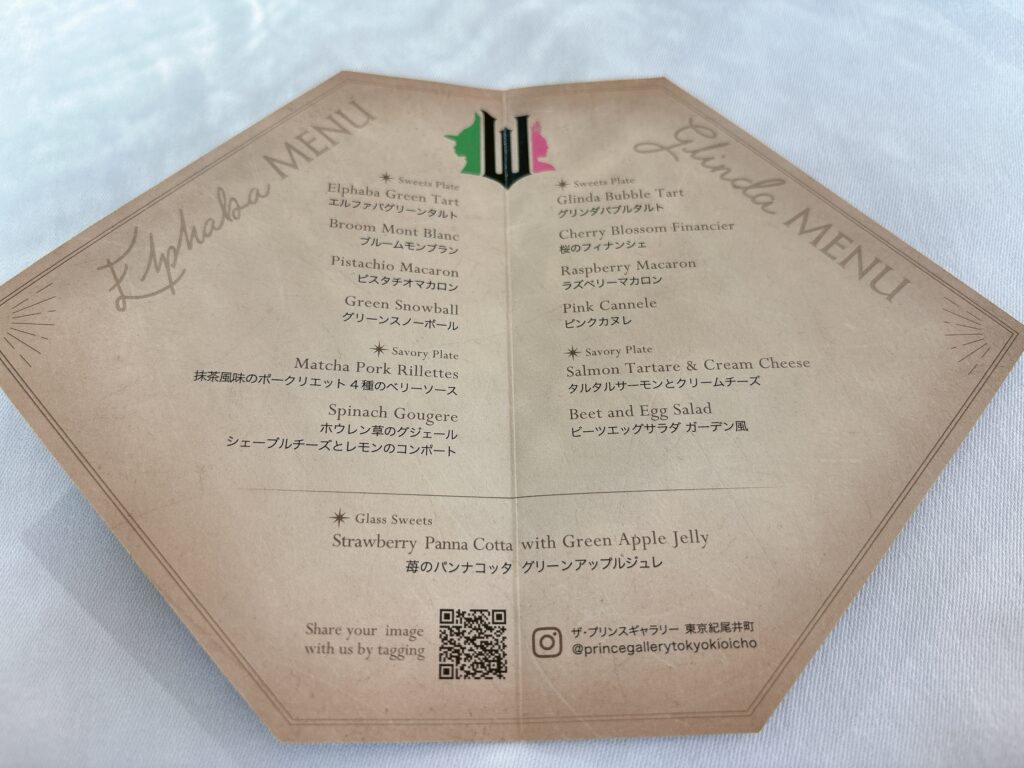 Elphaba MENU
Sweets Plate
Elphaba Green Tart
エルファバグリーンタルト
Broom Mont Blanc
ブルームモンブラン
Pistachio Macaron
ピスタチオマカロン
Green Snowball
グリーンスノーボール
Savory Plate
Matcha Pork Rillettes
抹茶風味のポークリエット 4種のベリーソース
Spinach Gougere
ホウレン草のグジェール
シェーブルチーズとレモンのコンポート
W
Glinda MENU
Sweets Plate
Glinda Bubble Tart
グリンダバブルタルト
Cherry Blossom Financier
桜のフィナンシェ
Raspberry Macaron
ラズベリーマカロン
Pink Cannele
ピンクカヌレ
Savory Plate
Salmon Tartare & Cream Cheese
タルタルサーモンとクリームチーズ
Beet and Egg Salad
ビーツエッグサラダ ガーデン風
Glass Sweets
Strawberry Panna Cotta with Green Apple Jelly
苺のパンナコッタ グリーンアップルジュレ
Share your image
with us by tagging
ザ・プリンスギャラリー 東京紀尾井町
@princegallerytokyokioicho